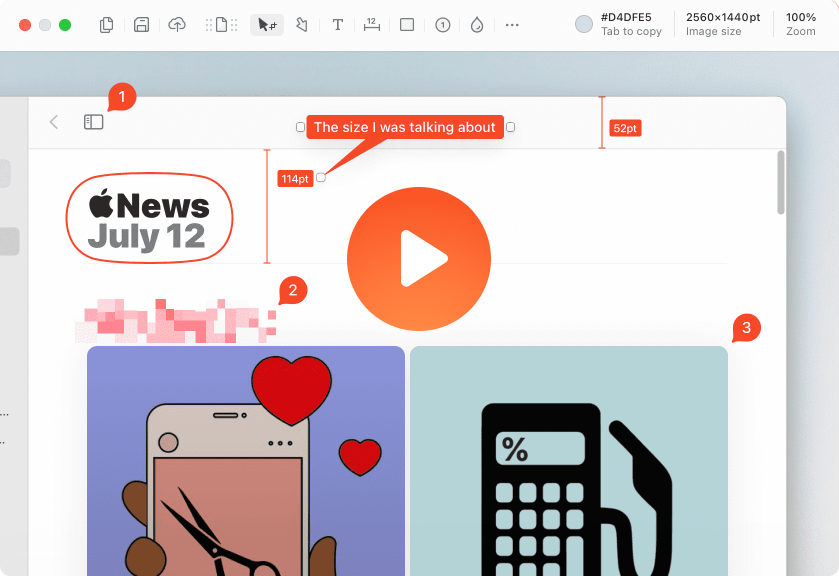 T
12
1
#D4DFE5
Tab to copy
2560×1440pt
Image size
100%
Zoom
1
The size I was talking about
52pt
114pt
News
July 12
2
3
%
...
..